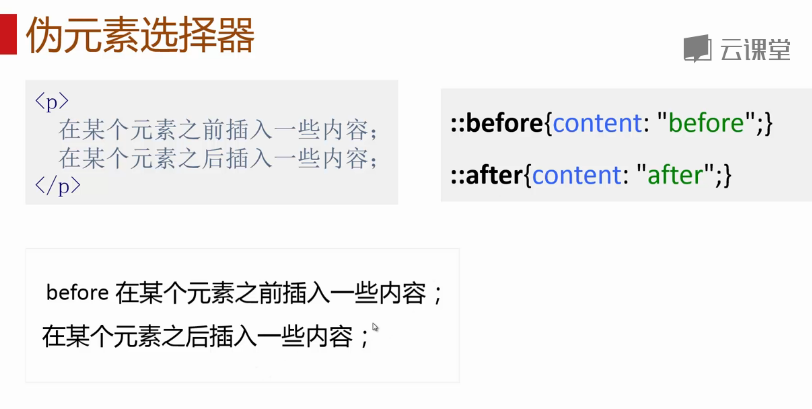 伪元素选择器
云课堂
<p>
在某个元素之前插入一些内容；
在某个元素之后插入一些内容；
</p>
::before{content: "before";}
::after{content: "after";}
before 在某个元素之前插入一些内容；
在某个元素之后插入一些内容；